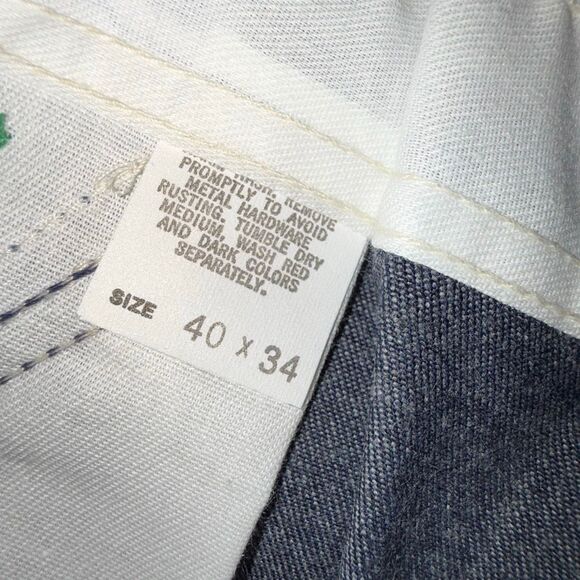 REMOVE
PROMPTLY TO AVOID
METAL HARDWARE
RUSTING. TUMBLE DRY
MEDIUM. WASH RED
AND DARK COLORS
SEPARATELY.
SIZE 40 X 34